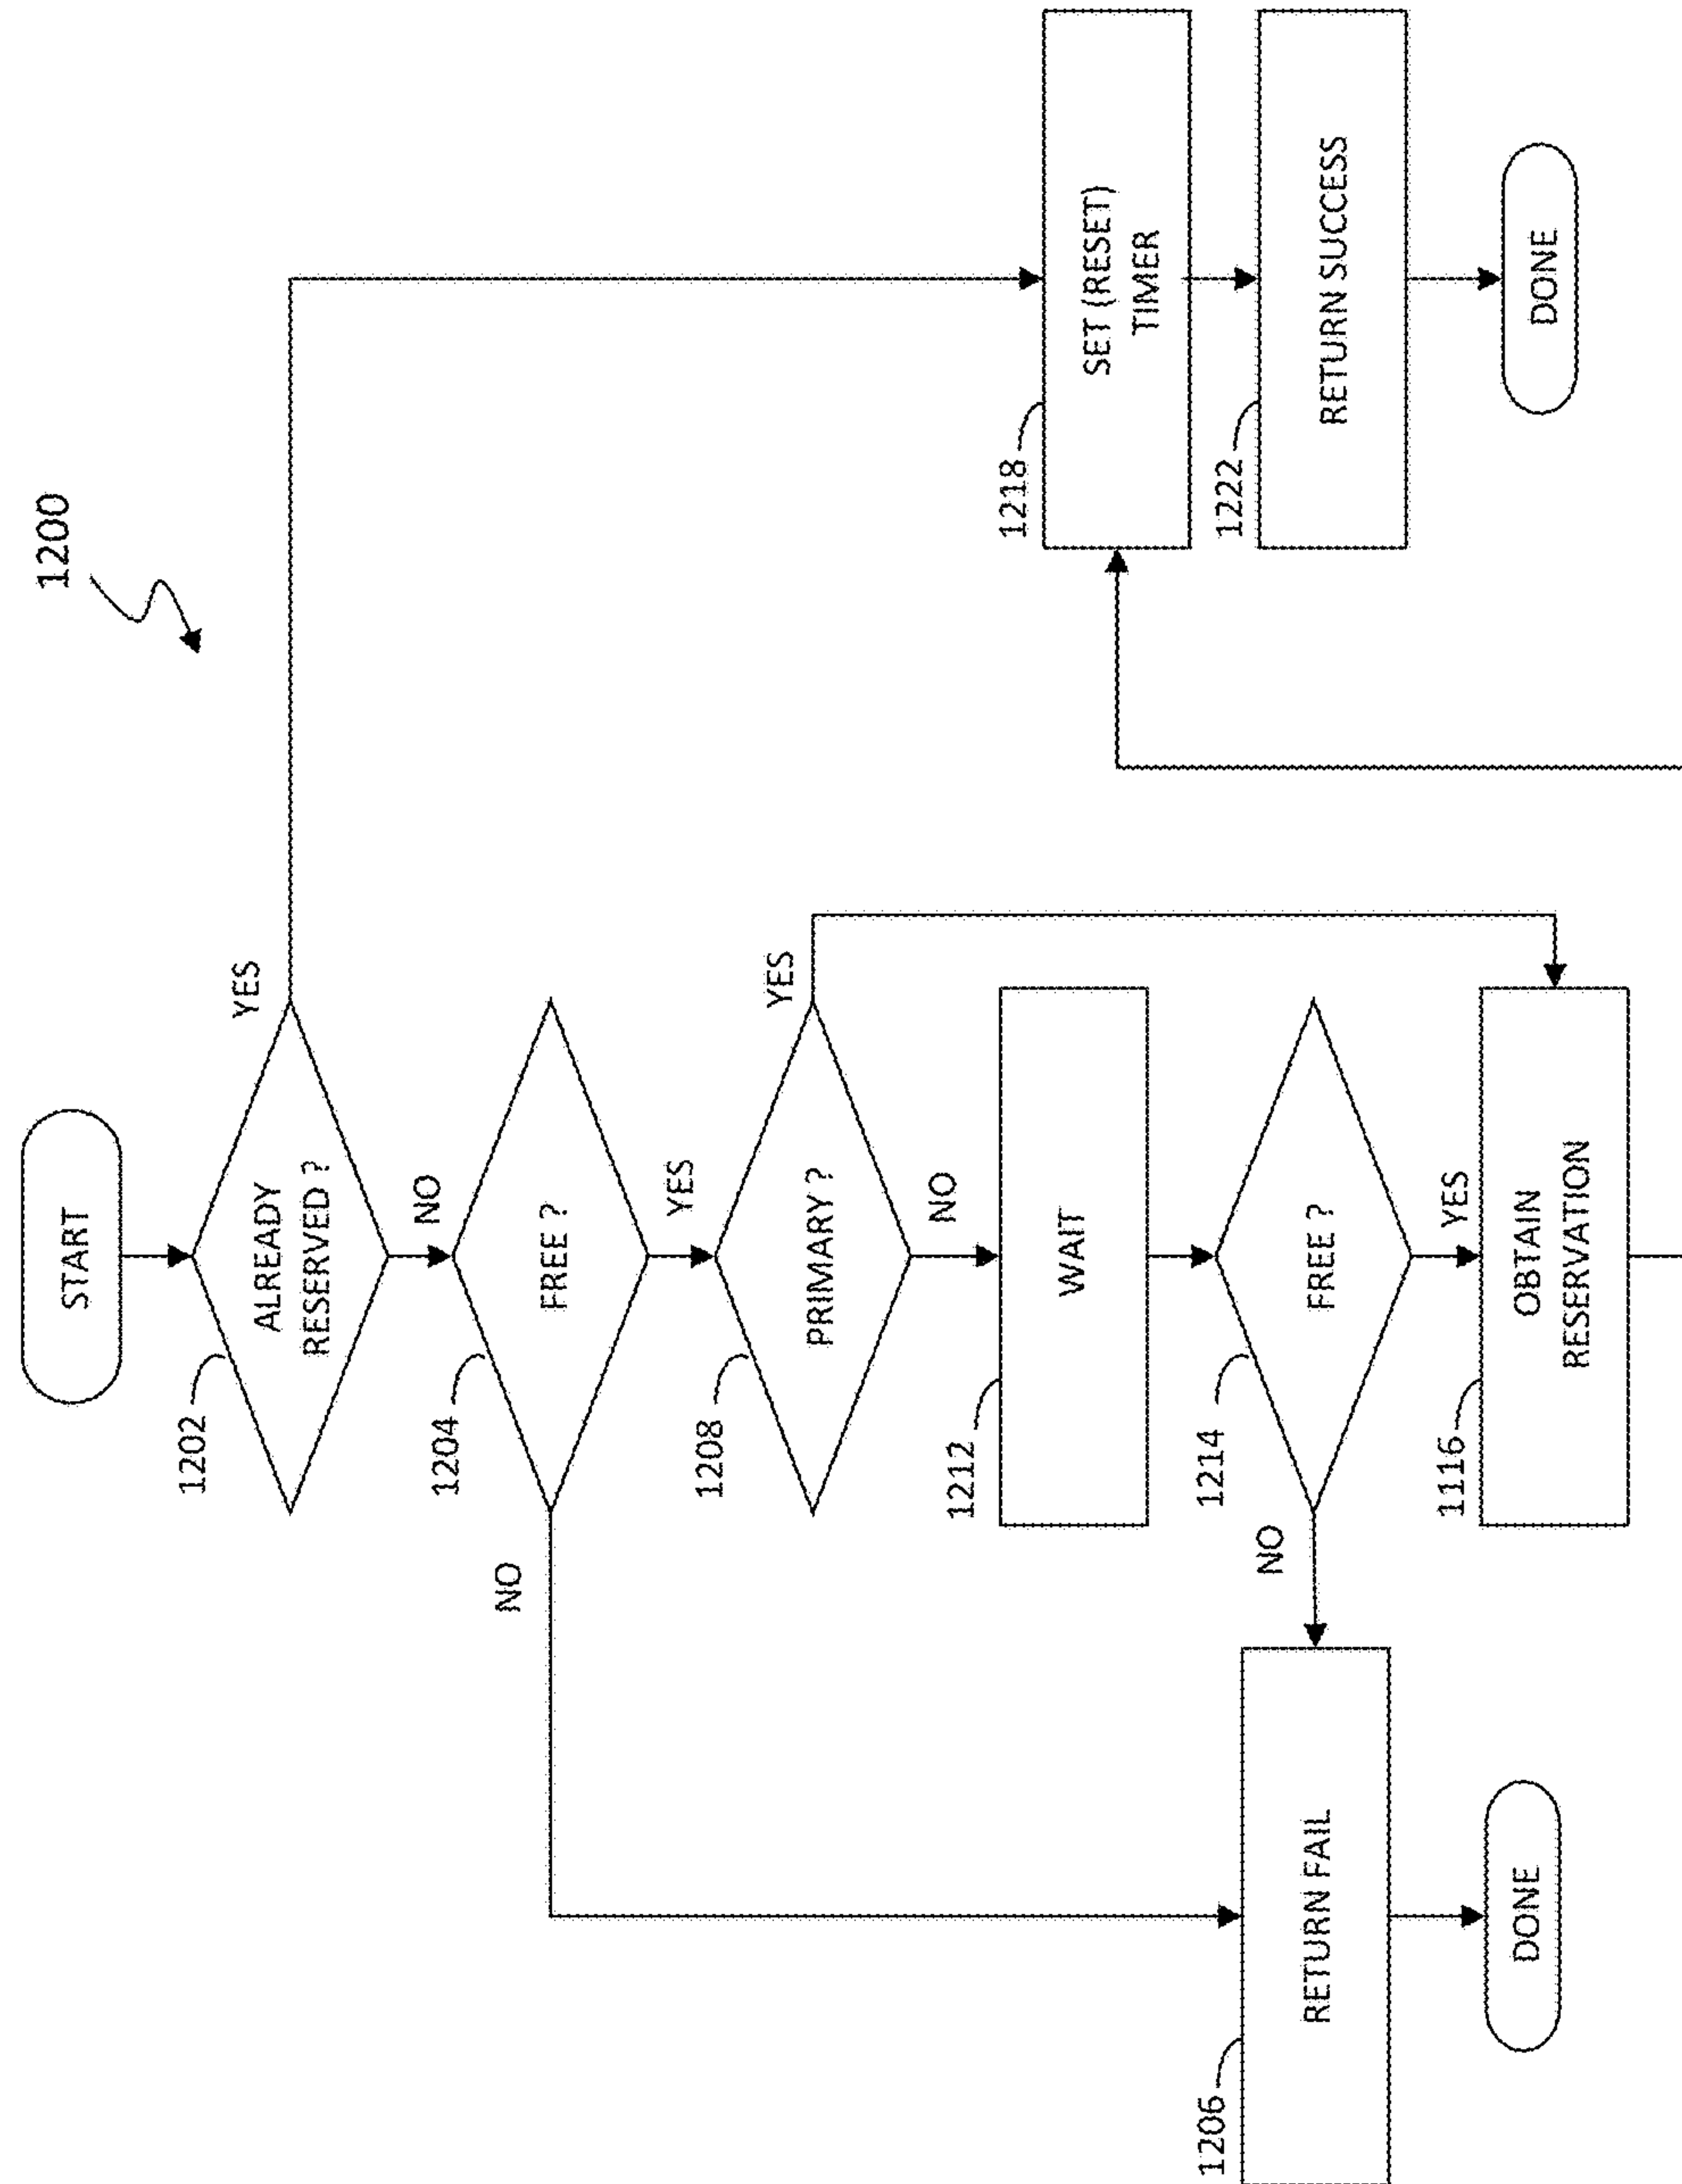 1200
START
1202
ALREADY
RESERVED ?
YES
NO
1204
FREE ?
NO
YES
1208
PRIMARY ?
YES
NO
1212
WAIT
1214
FREE ?
NO
YES
1116
OBTAIN
RESERVATION
1206
RETURN FAIL
DONE
1218
SET (RESET)
TIMER
1222
RETURN SUCCESS
DONE